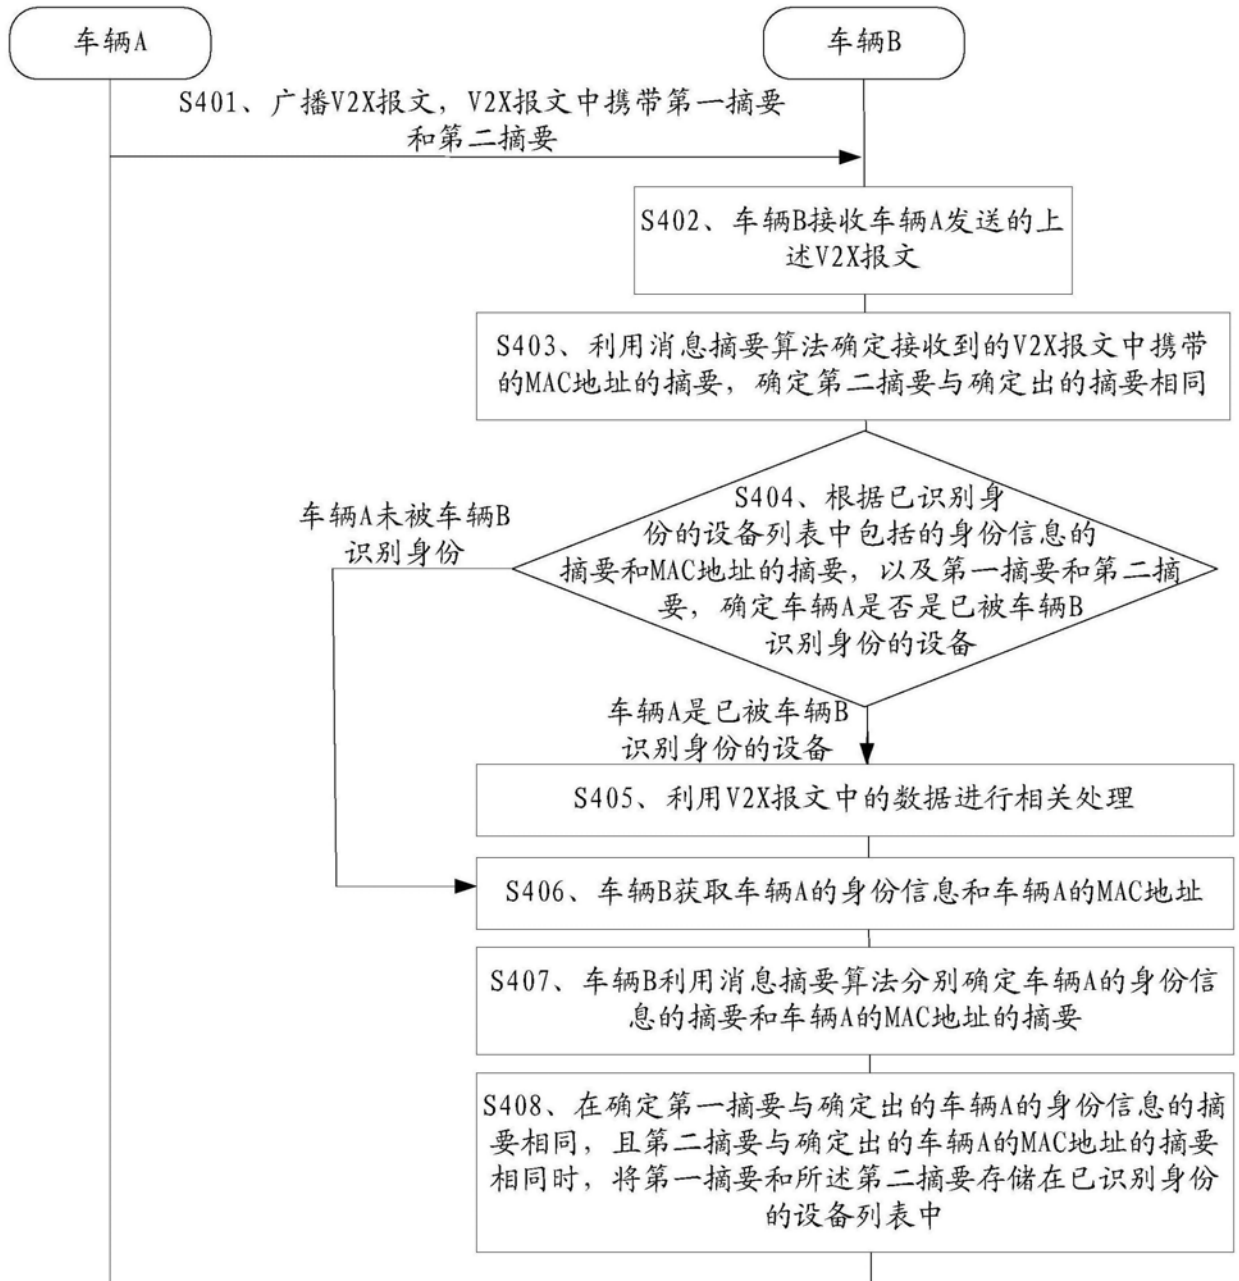 车辆A
车辆B
S401、广播V2X报文，V2X报文中携带第一摘要
和第二摘要
S402、车辆B接收车辆A发送的上
述V2X报文
S403、利用消息摘要算法确定接收到的V2X报文中携带
的MAC地址的摘要，确定第二摘要与确定出的摘要相同
S404、根据已识别身
份的设备列表中包括的身份信息的
摘要和MAC地址的摘要，以及第一摘要和第二摘
要，确定车辆A是否是已被车辆B
识别身份的设备
车辆A未被车辆B
识别身份
车辆A是已被车辆B
识别身份的设备
S405、利用V2X报文中的数据进行相关处理
S406、车辆B获取车辆A的身份信息和车辆A的MAC地址
S407、车辆B利用消息摘要算法分别确定车辆A的身份信
息的摘要和车辆A的MAC地址的摘要
S408、在确定第一摘要与确定出的车辆A的身份信息的摘
要相同，且第二摘要与确定出的车辆A的MAC地址的摘要
相同时，将第一摘要和所述第二摘要存储在已识别身份
的设备列表中